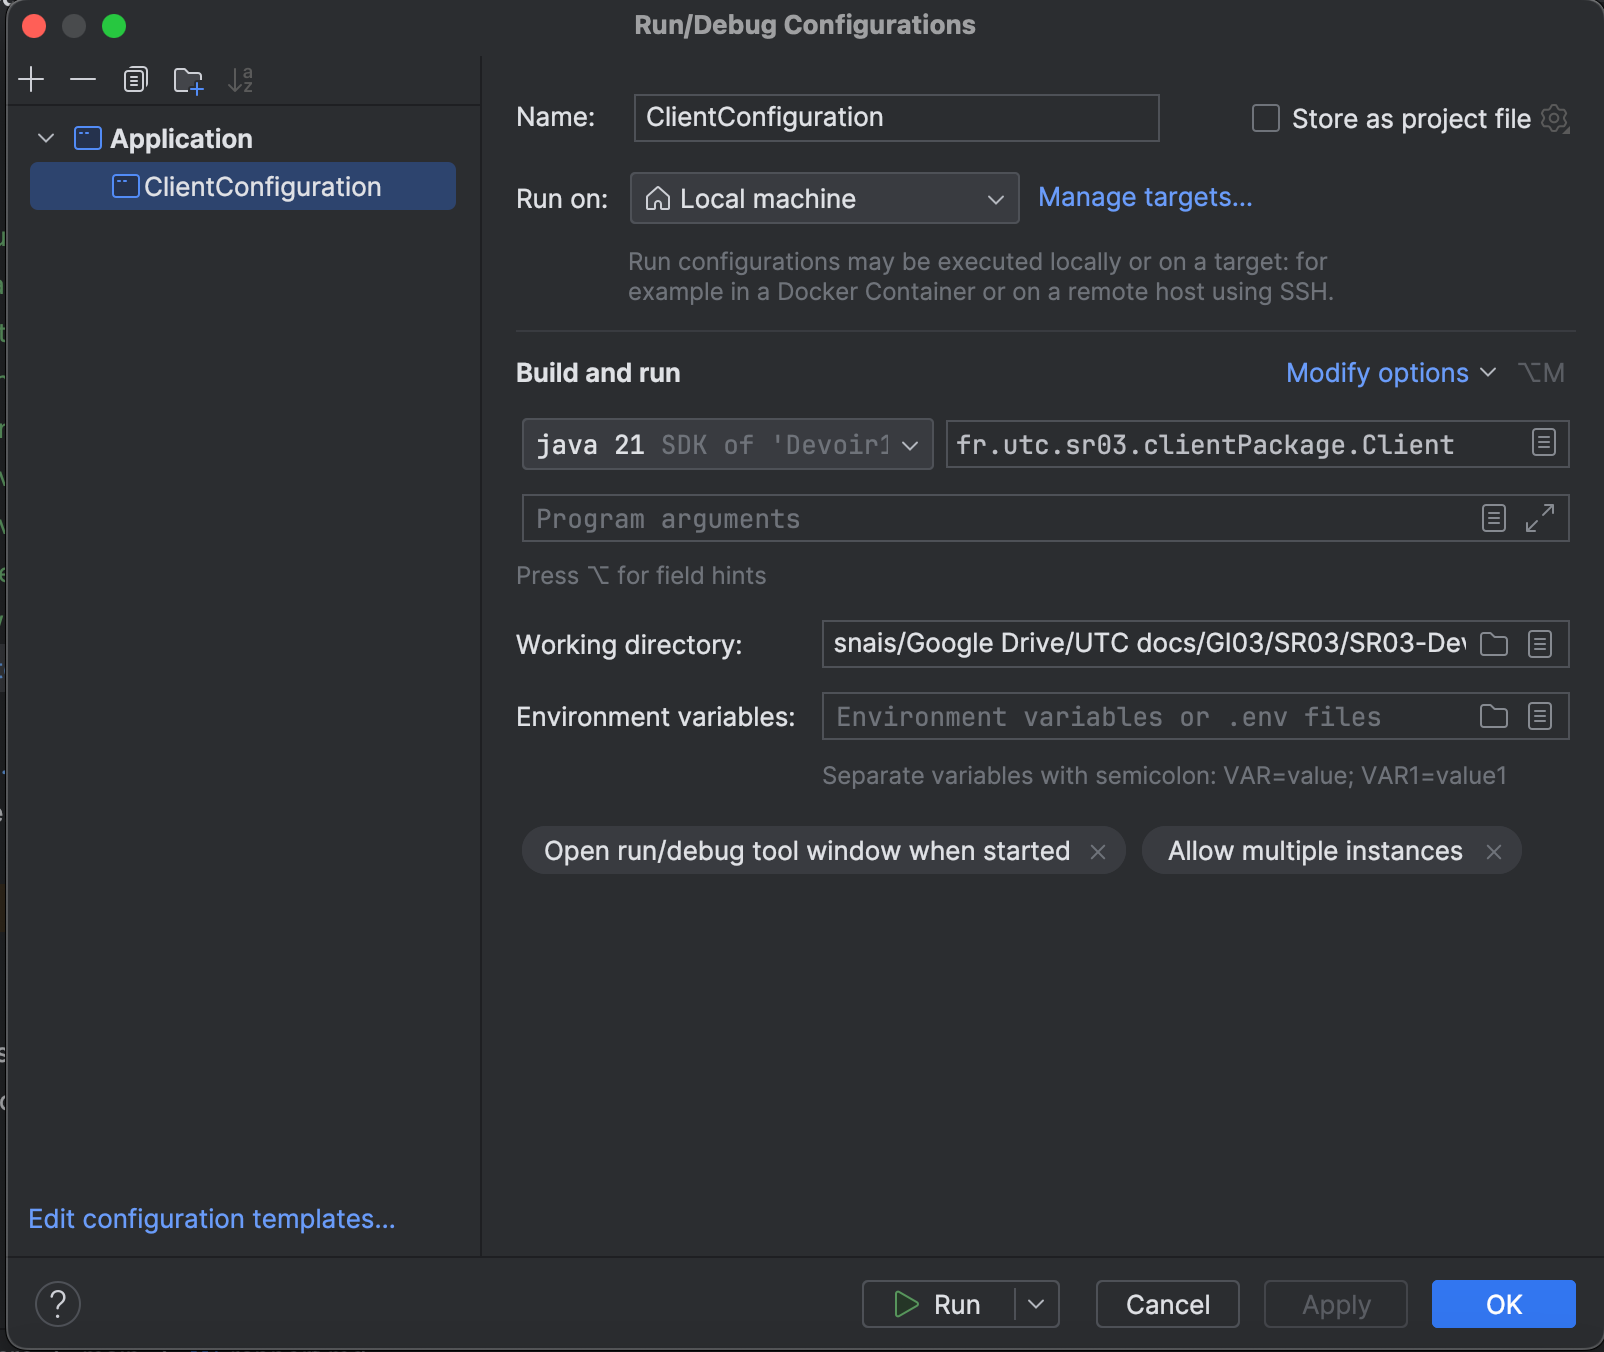 Run/Debug Configurations
Application
ClientConfiguration
Edit configuration templates...
Name: ClientConfiguration Store as project file
Run on: Local machine Manage targets...
Run configurations may be executed locally or on a target: for
example in a Docker Container or on a remote host using SSH.
Build and run Modify options ⌥M
java 21 SDK of 'Devoir1 fr.utc.sr03.clientPackage.Client
Program arguments
Press ⌥ for field hints
Working directory: snais/Google Drive/UTC docs/GI03/SR03/SR03-Dev
Environment variables: Environment variables or .env files
Separate variables with semicolon: VAR=value; VAR1=value1
Open run/debug tool window when started Allow multiple instances
? Run Cancel Apply OK